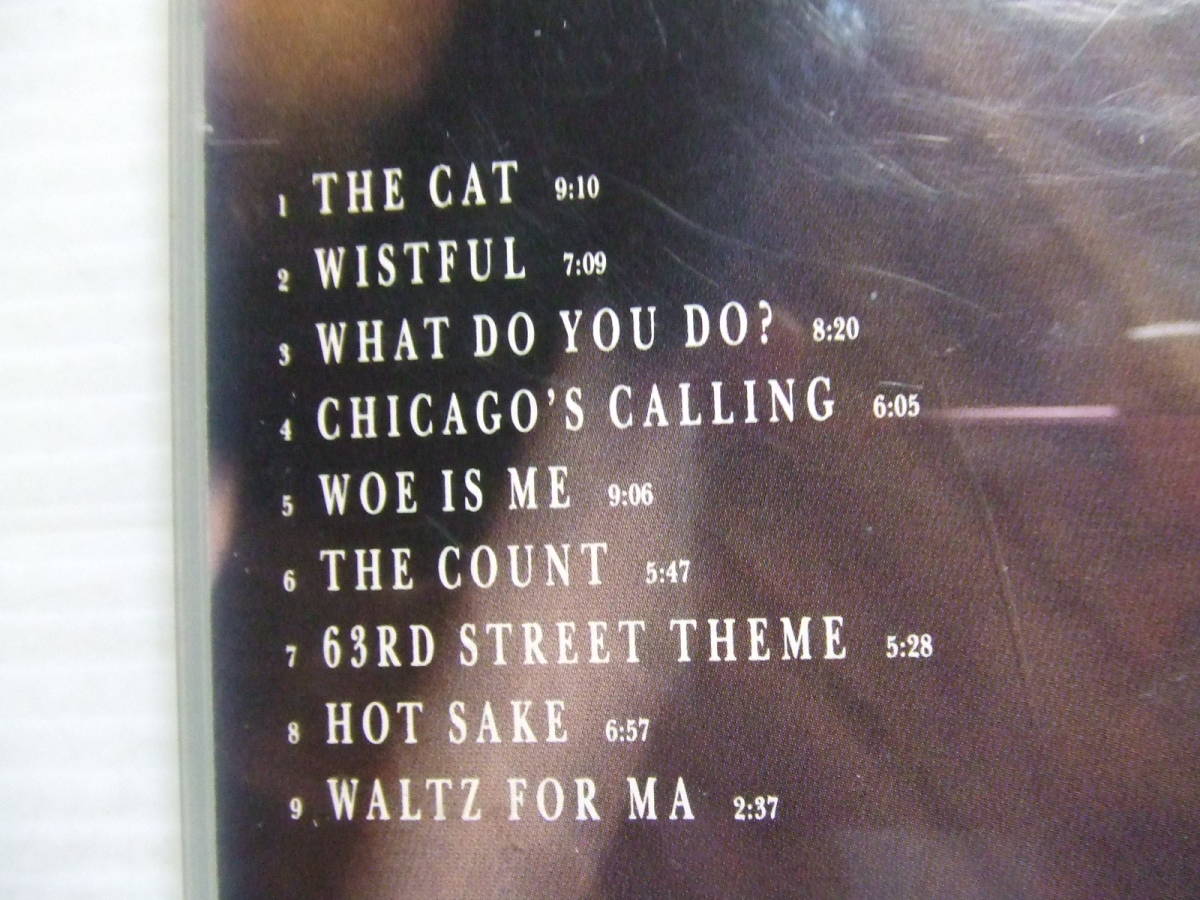 1 THE CAT 9:10
2 WISTFUL 7:09
3 WHAT DO YOU DO? 8:20
4 CHICAGO'S CALLING 6:05
5 WOE IS ME 9:06
6 THE COUNT 5:47
7 63RD STREET THEME 5:28
8 HOT SAKE 6:57
9 WALTZ FOR MA 2:37